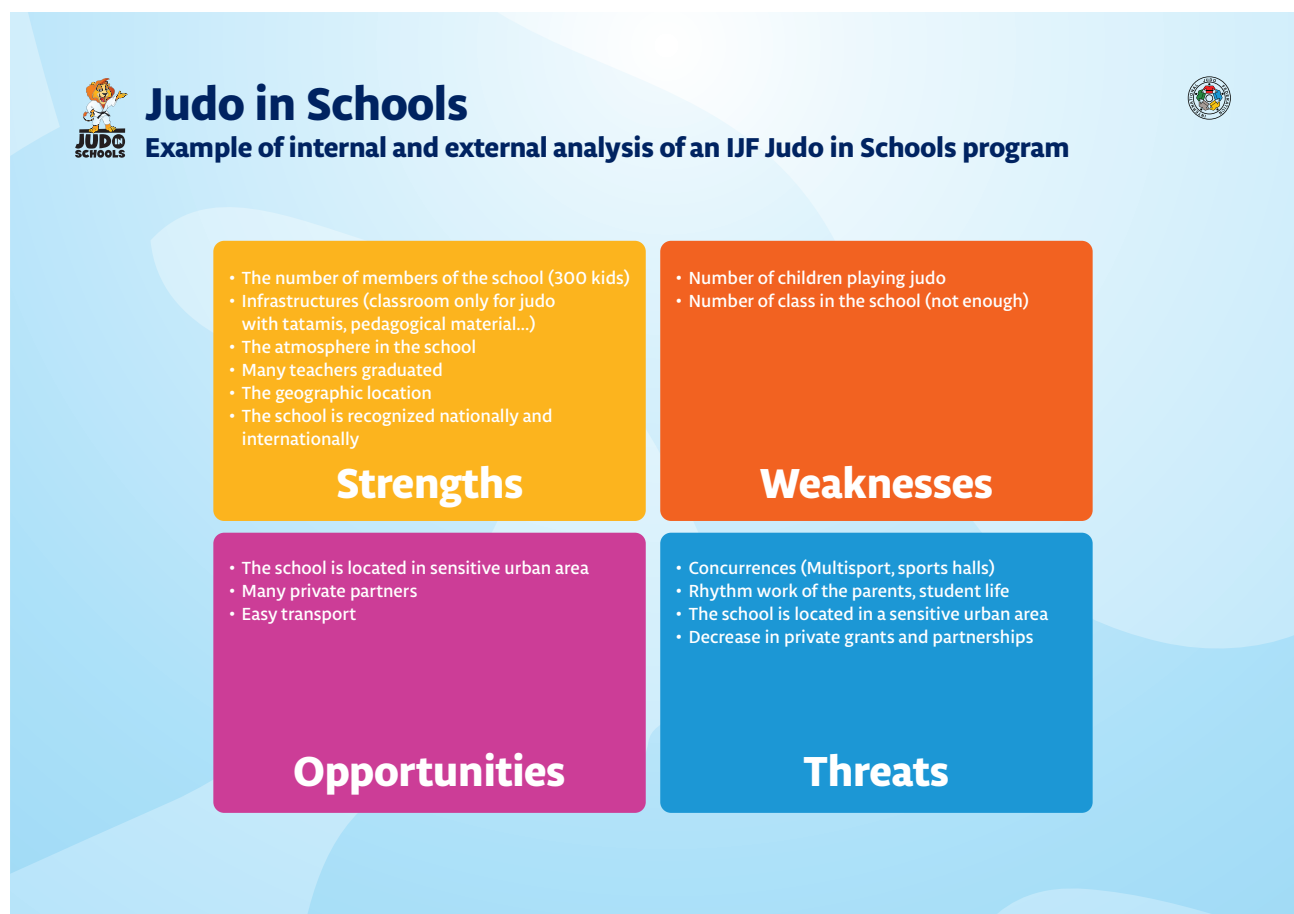 Judo in Schools
Example of internal and external analysis of an IJF Judo in Schools program
JUDO IN
SCHOOLS
INTERNATIONAL JUDO FEDERATION
• The number of members of the school (300 kids)
• Infrastructures (classroom only for judo
with tatamis, pedagogical material...)
• The atmosphere in the school
• Many teachers graduated
• The geographic location
• The school is recognized nationally and
internationally
Strengths
• Number of children playing judo
• Number of class in the school (not enough)
Weaknesses
• The school is located in sensitive urban area
• Many private partners
• Easy transport
Opportunities
• Concurrences (Multisport, sports halls)
• Rhythm work of the parents, student life
• The school is located in a sensitive urban area
• Decrease in private grants and partnerships
Threats